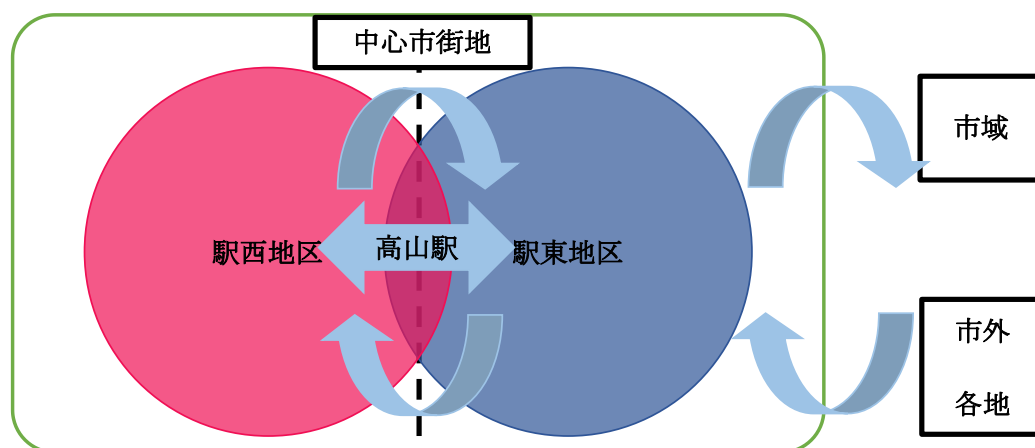 中心市街地
市域
駅西地区
高山駅
駅東地区
市外
各地